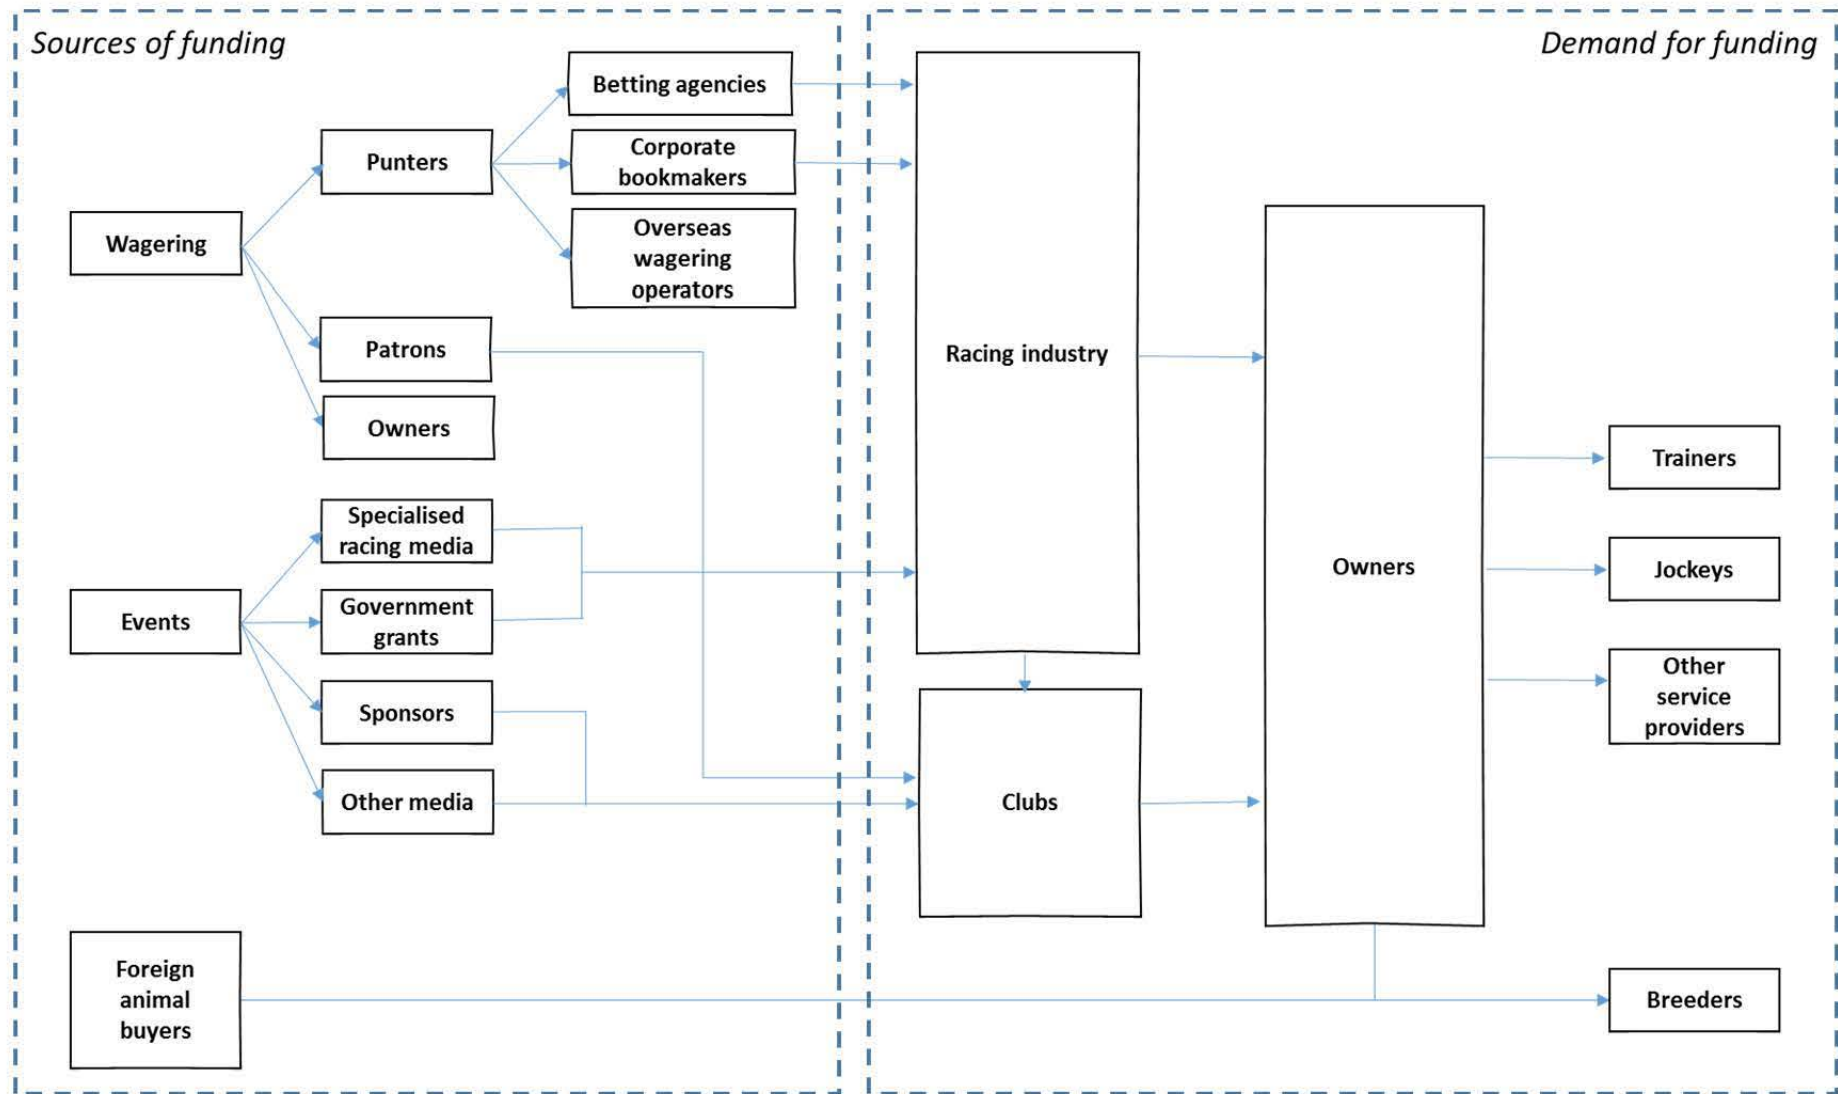 Sources of funding
Demand for funding
Betting agencies
Punters
Corporate
bookmakers
Wagering
Overseas
wagering
operators
Patrons
Owners
Racing industry
Specialised
racing media
Events
Government
grants
Sponsors
Other media
Clubs
Owners
Trainers
Jockeys
Other
service
providers
Foreign
animal
buyers
Breeders